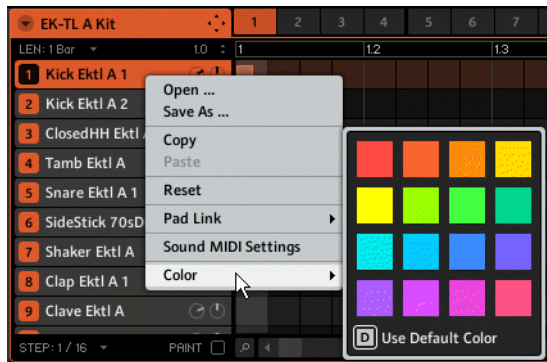 EK-TL A Kit
1 2 3 4 5 6 7
LEN: 1 Bar 1.0 1 1.2 1.3
1 Kick Ektl A 1
2 Kick Ektl A 2
3 ClosedHH Ektl
4 Tamb Ektl A
5 Snare Ektl A 1
6 SideStick 70sD
7 Shaker Ektl A
8 Clap Ektl A 1
9 Clave Ektl A
STEP: 1 / 16 PAINT
Open ...
Save As ...
Copy
Paste
Reset
Pad Link
Sound MIDI Settings
Color
D Use Default Color